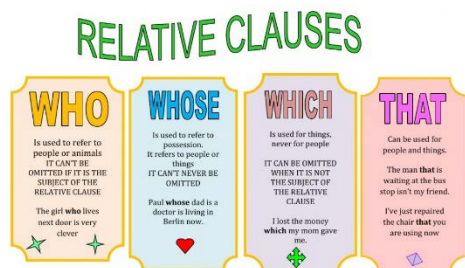 RELATIVE CLAUSES
WHO
Is used to refer to
people or animals
IT CAN'T BE
OMITTED IF IT IS THE
SUBJECT OF THE
RELATIVE CLAUSE
The girl who lives
next door is very
clever
WHOSE
Is used to refer to
possession.
It refers to people or
things
IT CAN'T NEVER BE
OMITTED
Paul whose dad is a
doctor is living in
Berlin now.
WHICH
Is used for things,
never for people
IT CAN BE OMITTED
WHEN IT IS NOT
THE SUBJECT OF
THE RELATIVE
CLAUSE
I lost the money
which my mom gave
me.
THAT
Can be used for
people and things.
The man that is
waiting at the bus
stop isn't my friend.
I've just repaired
the chair that you
are using now